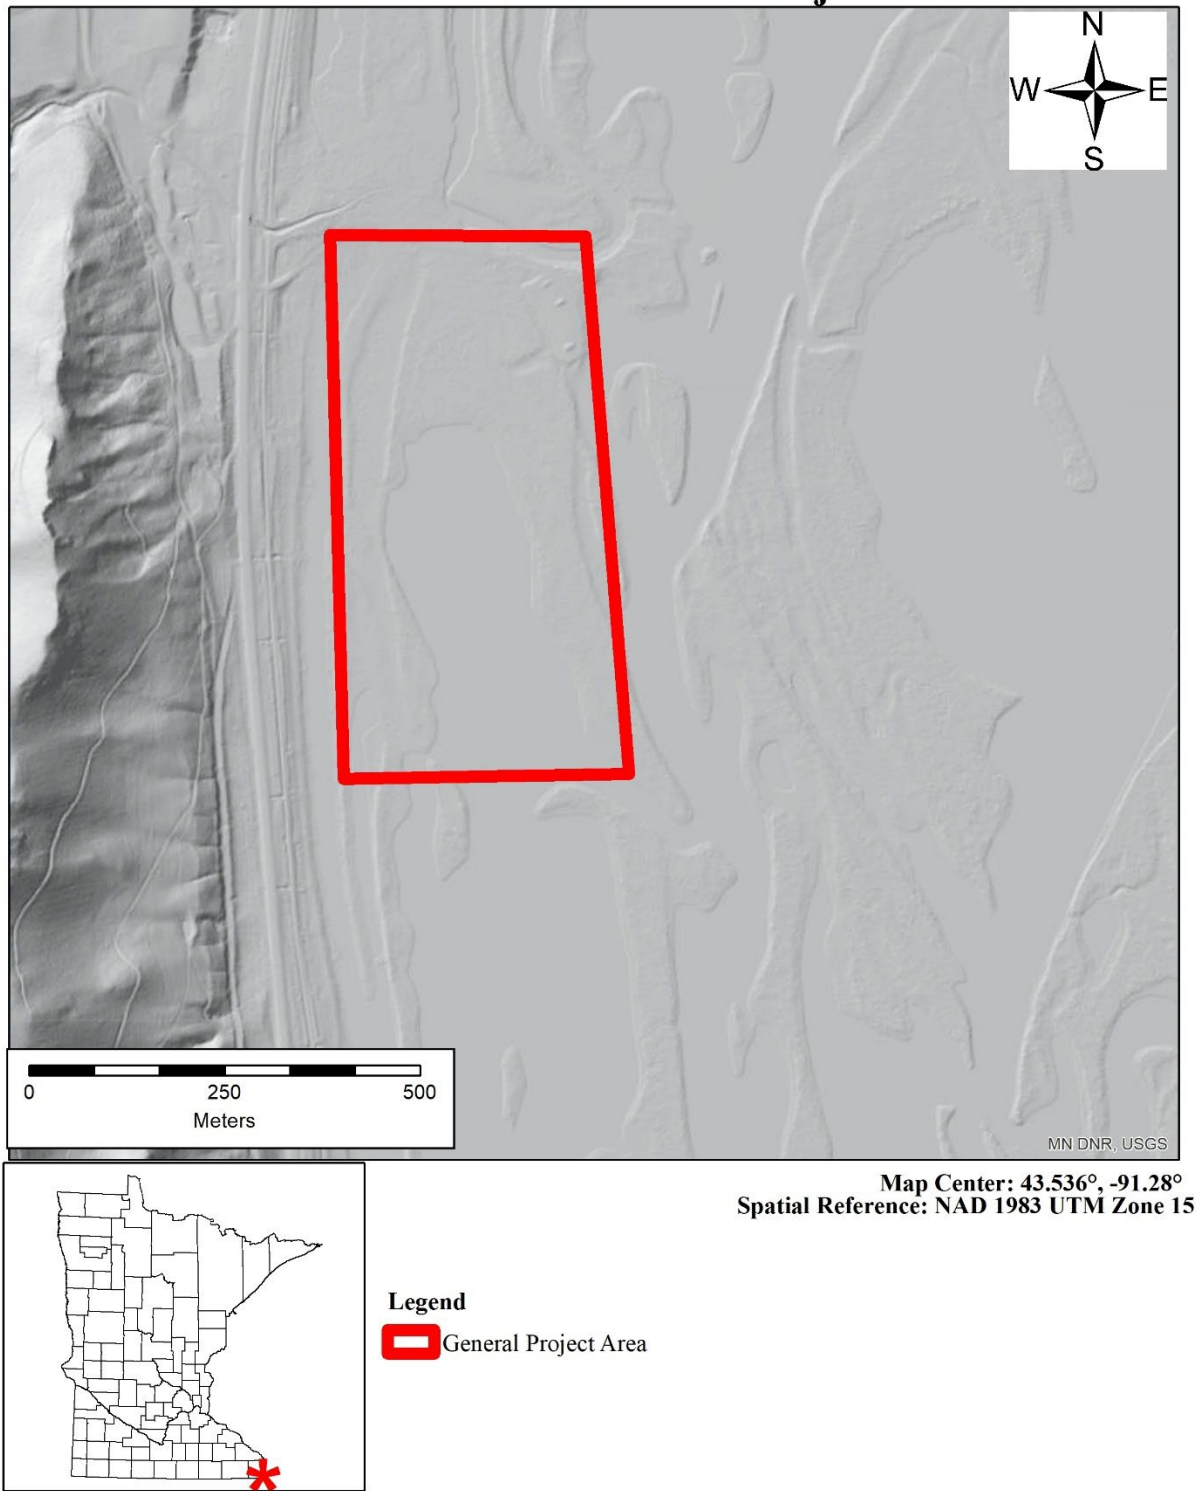 N
W E
S
0 250 500
Meters
MN DNR, USGS
Map Center: 43.536°, -91.28°
Spatial Reference: NAD 1983 UTM Zone 15
Legend
General Project Area